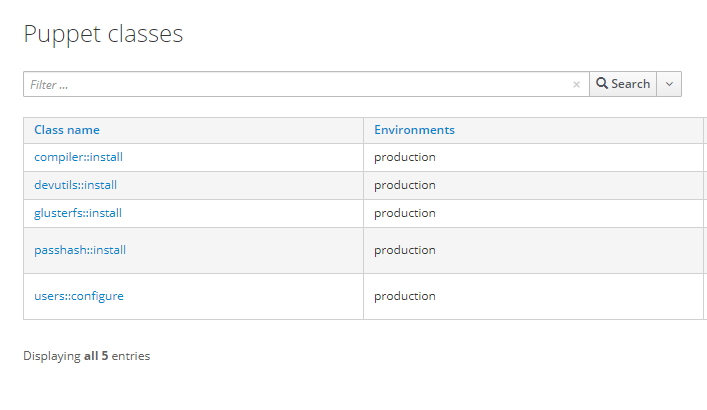 Puppet classes
Filter ...
× Search
Class name Environments
compiler::install production
devutils::install production
glusterfs::install production
passhash::install production
users::configure production
Displaying all 5 entries